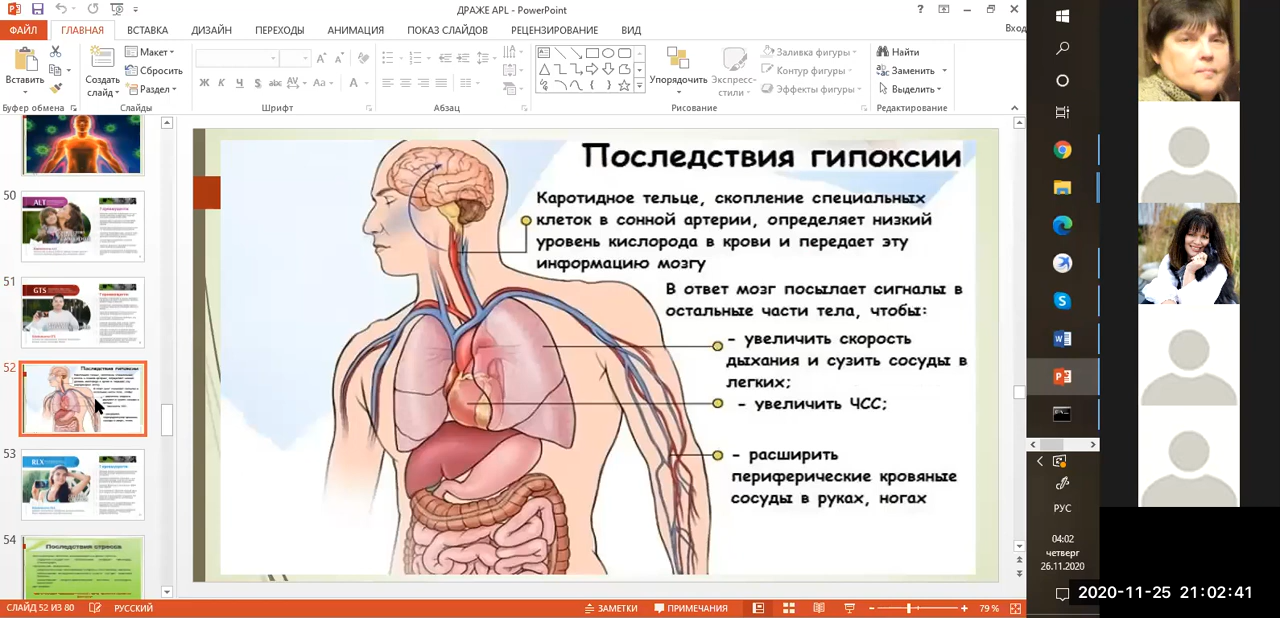 ДРАЖЕ APL - PowerPoint
ФАЙЛ ГЛАВНАЯ ВСТАВКА ДИЗАЙН ПЕРЕХОДЫ АНИМАЦИЯ ПОКАЗ СЛАЙДОВ РЕЦЕНЗИРОВАНИЕ ВИД Вход
Вставить
Создать слайд
Макет
Сбросить
Раздел
Ж К Ч S abc AV Aa A
Упорядочить
Экспресс-стили
Заливка фигуры
Контур фигуры
Эффекты фигуры
Найти
Заменить
Выделить
Буфер обмена Слайды Шрифт Абзац Рисование Редактирование
50
ALT
51
GTS
52
53
RLX
54
Последствия стресса
Последствия гипоксии
Каротидное тельце, скопление специальных
клеток в сонной артерии, определяет низкий
уровень кислорода в крови и передает эту
информацию мозгу
В ответ мозг посылает сигналы в
остальные части тела, чтобы:
- увеличить скорость
дыхания и сузить сосуды в
легких;
- увеличить ЧСС;
- расширить
периферические кровяные
сосуды в руках, ногах
СЛАЙД 52 ИЗ 80 РУССКИЙ ЗАМЕТКИ ПРИМЕЧАНИЯ 79 %
РУС
04:02
четверг
26.11.2020
2020-11-25 21:02:41